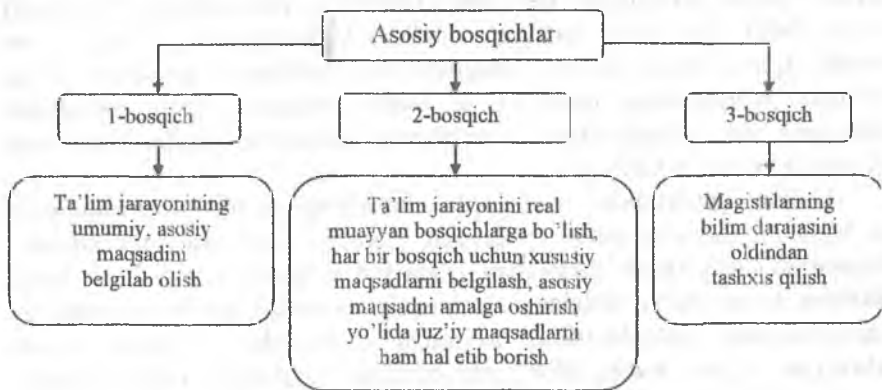 Asosiy bosqichlar
1-bosqich
2-bosqich
3-bosqich
Ta'lim jarayonining
umumiy, asosiy
maqsadini
belgilab olish
Ta'lim jarayonini real
muayyan bosqichlarga bo'lish,
har bir bosqich uchun xususiy
maqsadlarni belgilash, asosiy
maqsadni amalga oshirish
yo'lida juz'iy maqsadlarni
ham hal etib borish
Magistrlarning
bilim darajasini
oldindan
tashxis qilish